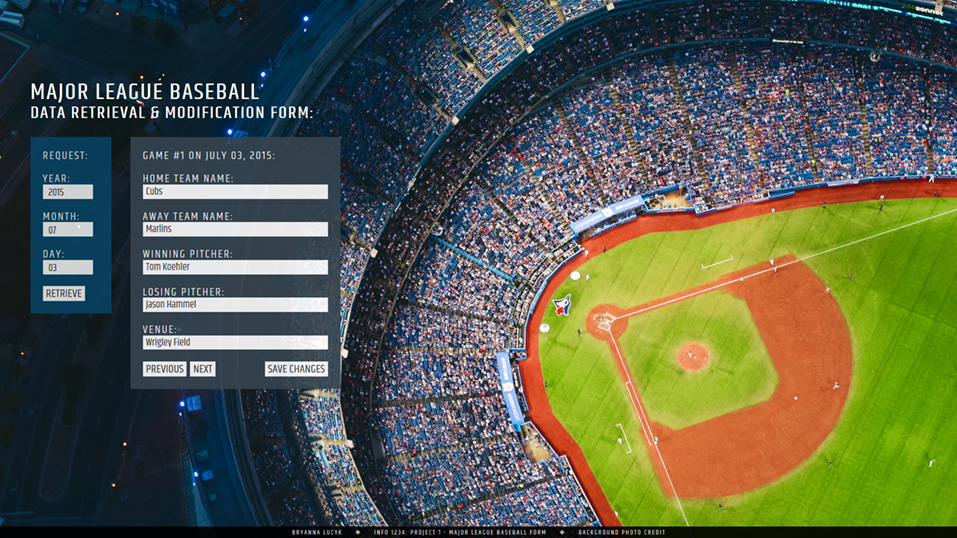 MAJOR LEAGUE BASEBALL
DATA RETRIEVAL & MODIFICATION FORM:
REQUEST:
YEAR:
2015
MONTH:
07
DAY:
03
RETRIEVE
GAME #1 ON JULY 03, 2015:
HOME TEAM NAME:
Cubs
AWAY TEAM NAME:
Marlins
WINNING PITCHER:
Tom Koehler
LOSING PITCHER:
Jason Hammel
VENUE:
Wrigley Field
PREVIOUS NEXT SAVE CHANGES
BRYANNA LUCYK ◆ INFO 1234: PROJECT 1 - MAJOR LEAGUE BASEBALL FORM ◆ BACKGROUND PHOTO CREDIT